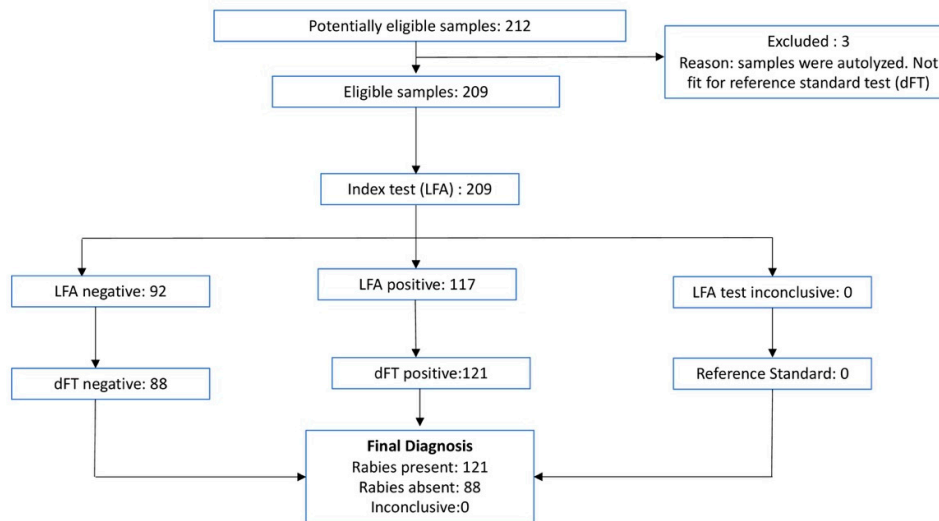 Potentially eligible samples: 212
Excluded : 3
Reason: samples were autolyzed. Not
fit for reference standard test (dFT)
Eligible samples: 209
Index test (LFA) : 209
LFA negative: 92
LFA positive: 117
LFA test inconclusive: 0
dFT negative: 88
dFT positive:121
Reference Standard: 0
Final Diagnosis
Rabies present: 121
Rabies absent: 88
Inconclusive:0